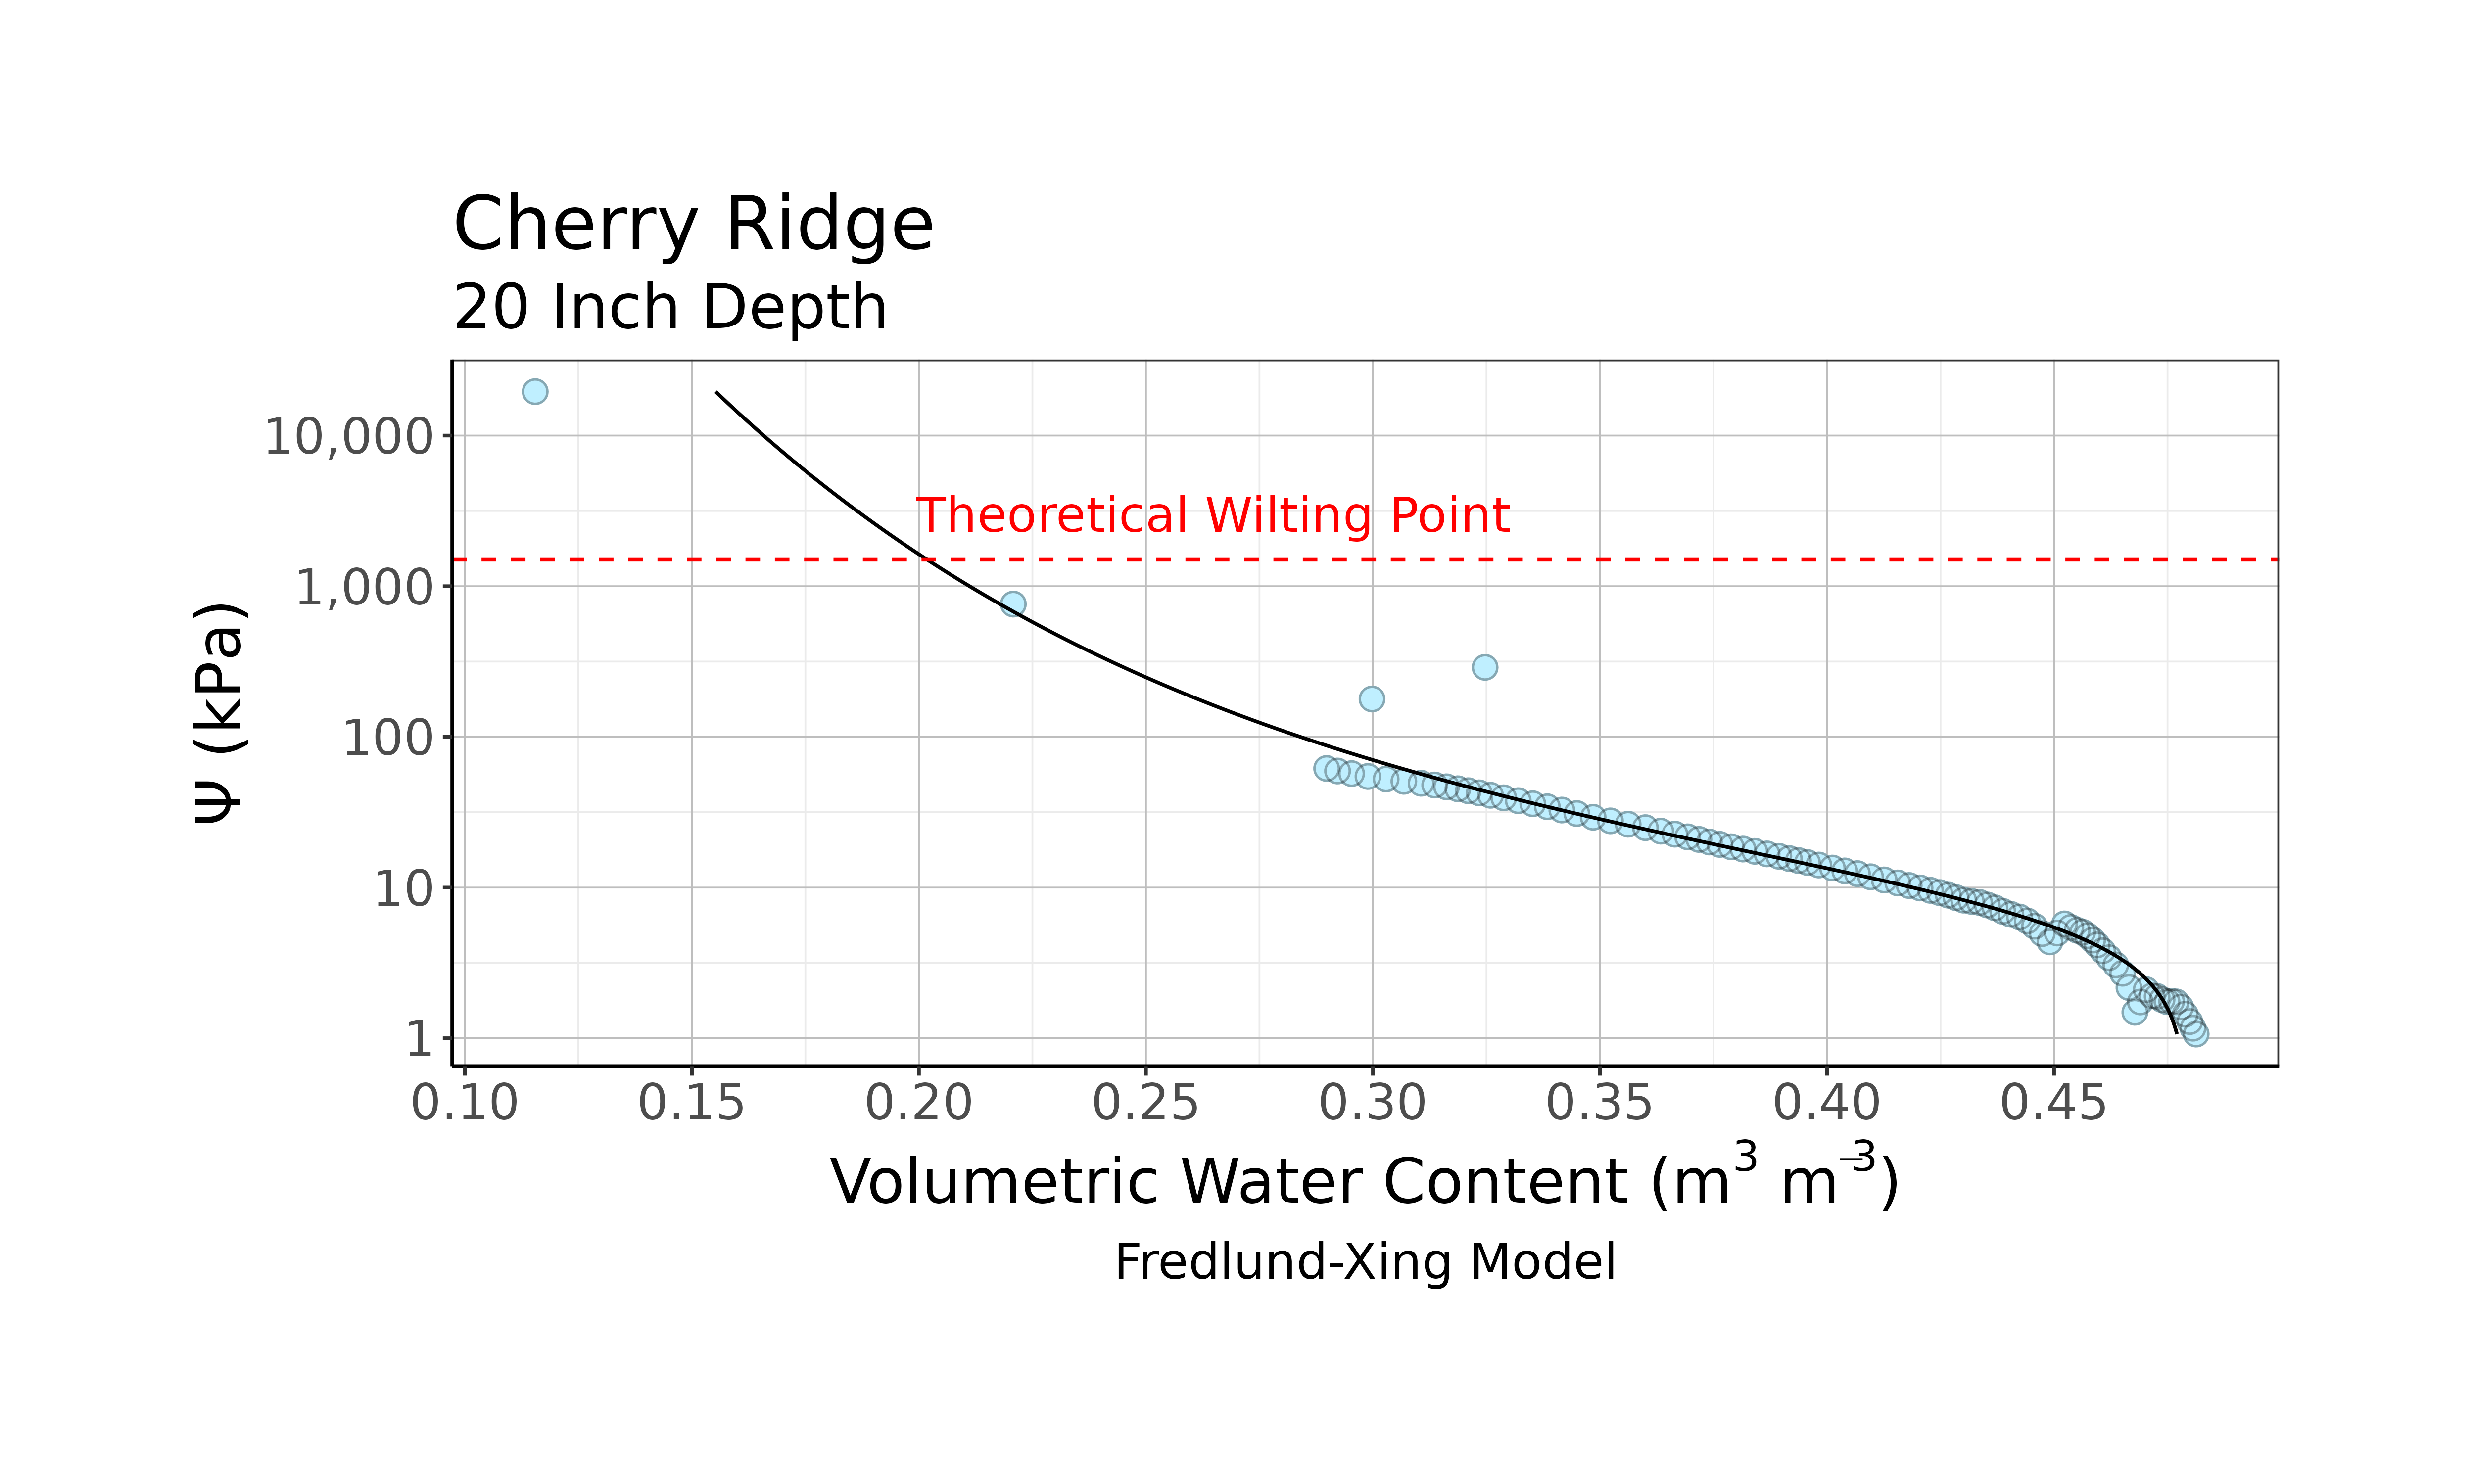 Cherry Ridge
20 Inch Depth
Ψ (kPa)
10,000
1,000
100
10
1
Theoretical Wilting Point
0.10 0.15 0.20 0.25 0.30 0.35 0.40 0.45
Volumetric Water Content (m³ m⁻³)
Fredlund-Xing Model